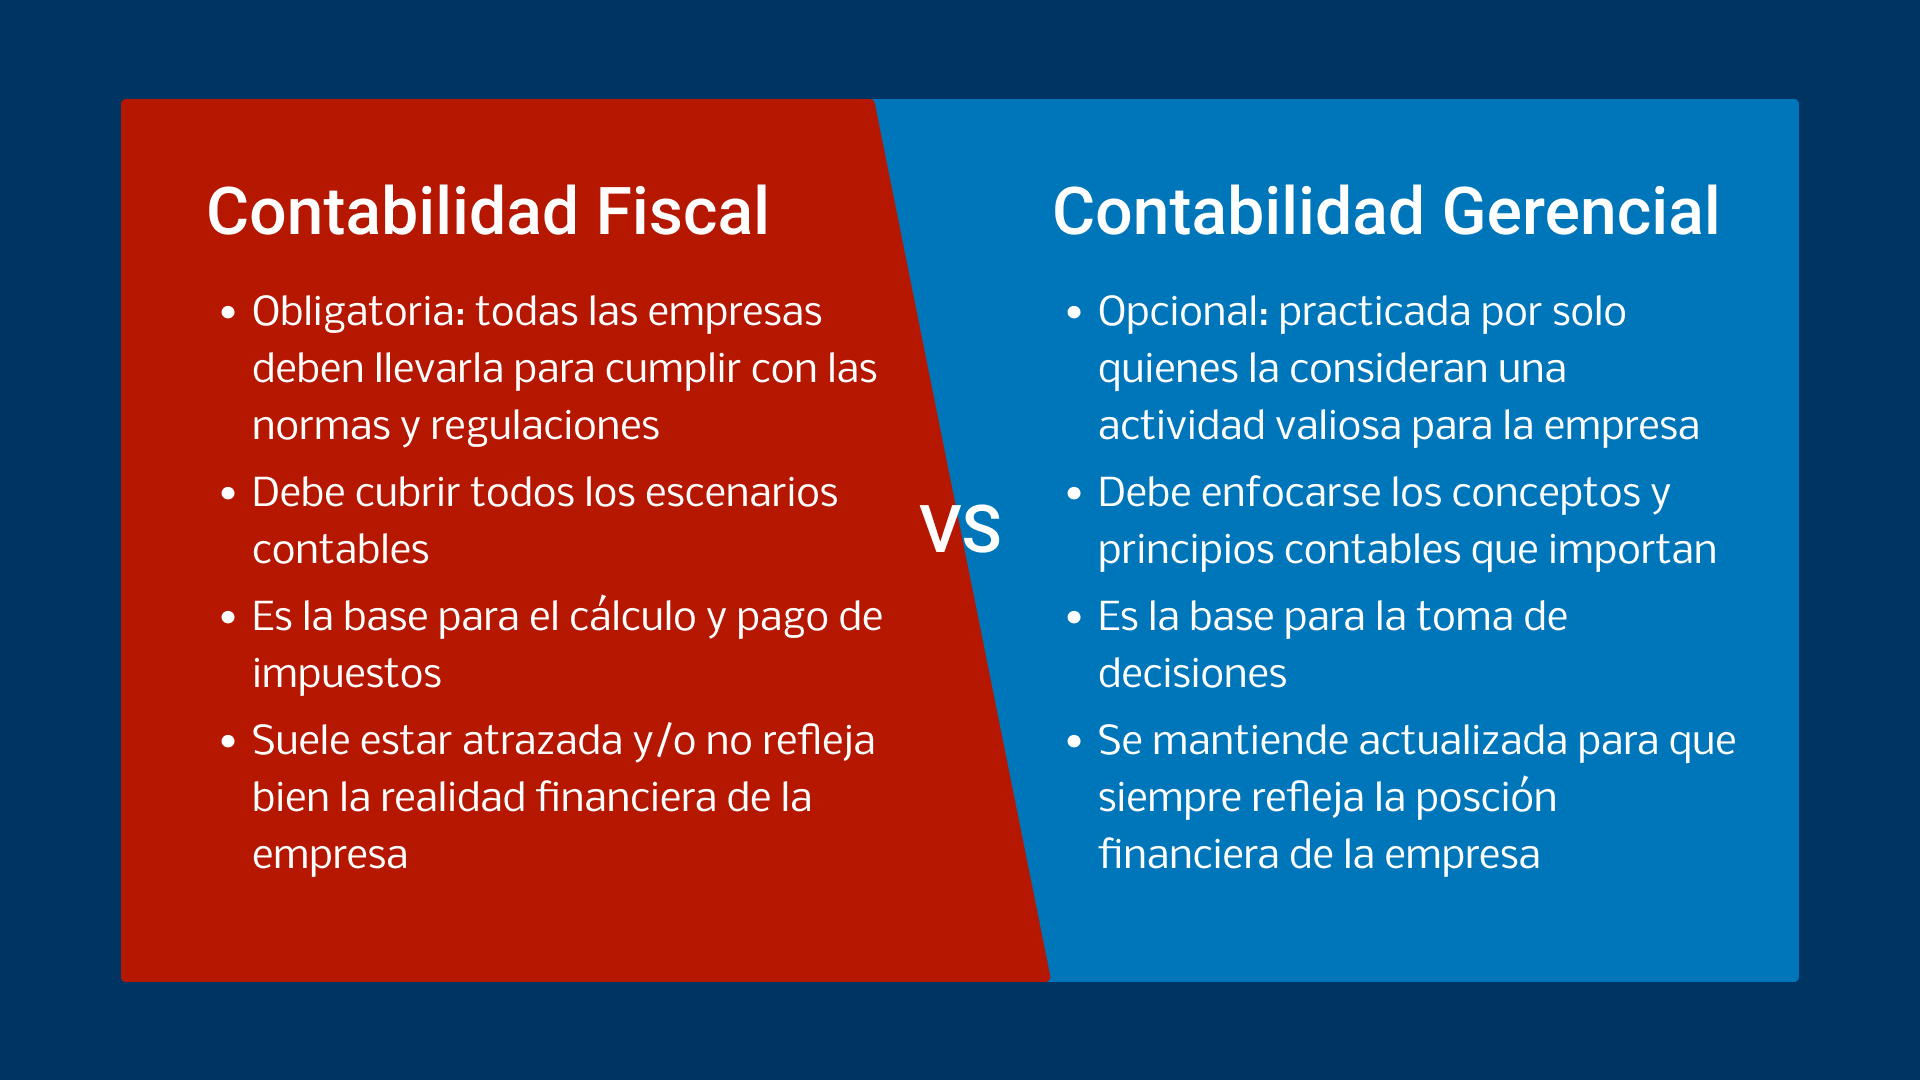 Contabilidad Fiscal
• Obligatoria: todas las empresas
deben llevarla para cumplir con las
normas y regulaciones
• Debe cubrir todos los escenarios
contables
• Es la base para el cálculo y pago de
impuestos
• Suele estar atrazada y/o no refleja
bien la realidad financiera de la
empresa
VS
Contabilidad Gerencial
• Opcional: practicada por solo
quienes la consideran una
actividad valiosa para la empresa
• Debe enfocarse los conceptos y
principios contables que importan
• Es la base para la toma de
decisiones
• Se mantiende actualizada para que
siempre refleja la posción
financiera de la empresa